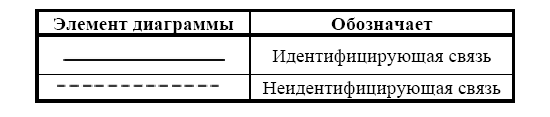 Элемент диаграммы Обозначает
Идентифицирующая связь
Неидентифицирующая связь